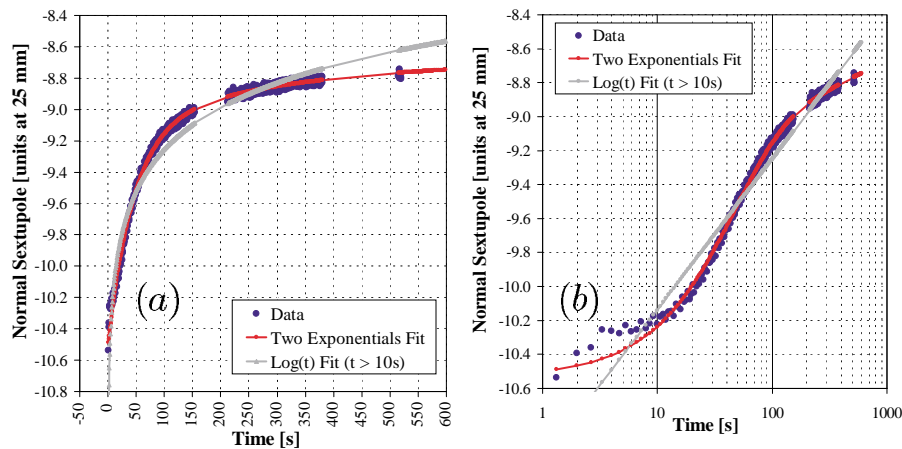 Normal Sextupole [units at 25 mm]
-8.4
-8.6
-8.8
-9.0
-9.2
-9.4
-9.6
-9.8
-10.0
-10.2
-10.4
-10.6
-10.8
(a)
Data
Two Exponentials Fit
Log(t) Fit (t > 10s)
-50 0 50 100 150 200 250 300 350 400 450 500 550 600
Time [s]
Normal Sextupole [units at 25 mm]
-8.4
-8.6
-8.8
-9.0
-9.2
-9.4
-9.6
-9.8
-10.0
-10.2
-10.4
-10.6
Data
Two Exponentials Fit
Log(t) Fit (t > 10s)
(b)
1 10 100 1000
Time [s]